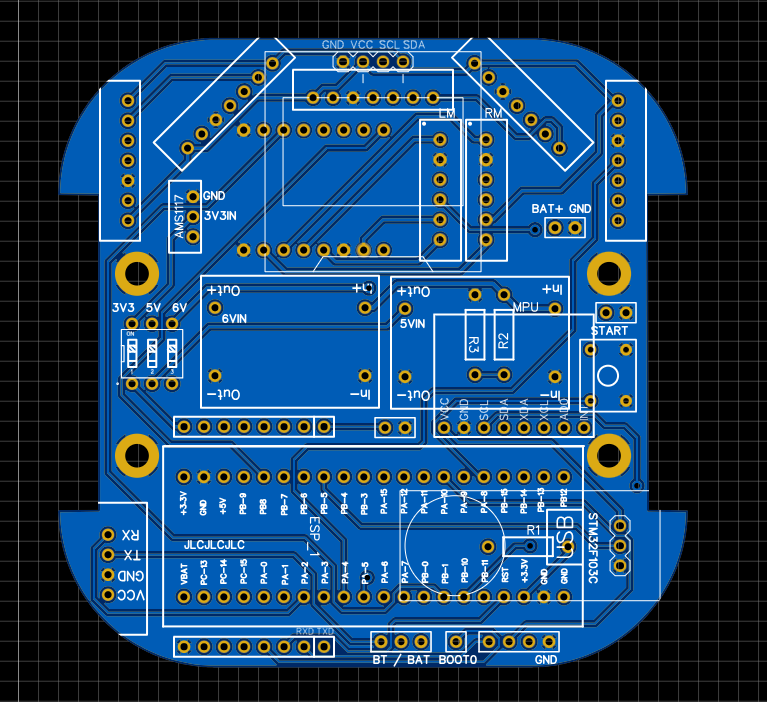 GND VCC SCL SDA
LM
RM
GND
AMS1117
3V3IN
BAT+ GND
Out+
In+
Out+
In+
3V3 5V 6V
6VIN
5VIN
MPU
START
ON
R3
R2
1 2 3
Out-
In-
Out-
In-
VCC
GND
SCL
SDA
XDA
XCL
ADO
INT
+3.3V
GND
+5V
PB-9
PB8
PB-7
PB-6
PB-5
PB-4
PB-3
PA-15
PA-12
PA-11
PA-10
PA-9
PA-8
PB-15
PB-14
PB-13
PB12
RX
TX
GND
VCC
JLCJLCJLCJLC
ESP_1
R1
STM32F103C
VBAT
PC-13
PC-14
PC-15
PA-0
PA-1
PA-2
PA-3
PA-4
PA-5
PA-6
PA-7
PB-0
PB-1
PB-10
PB-11
RST
+3.3V
GND
GND
RXD TXD
BT / BAT BOOT0 GND